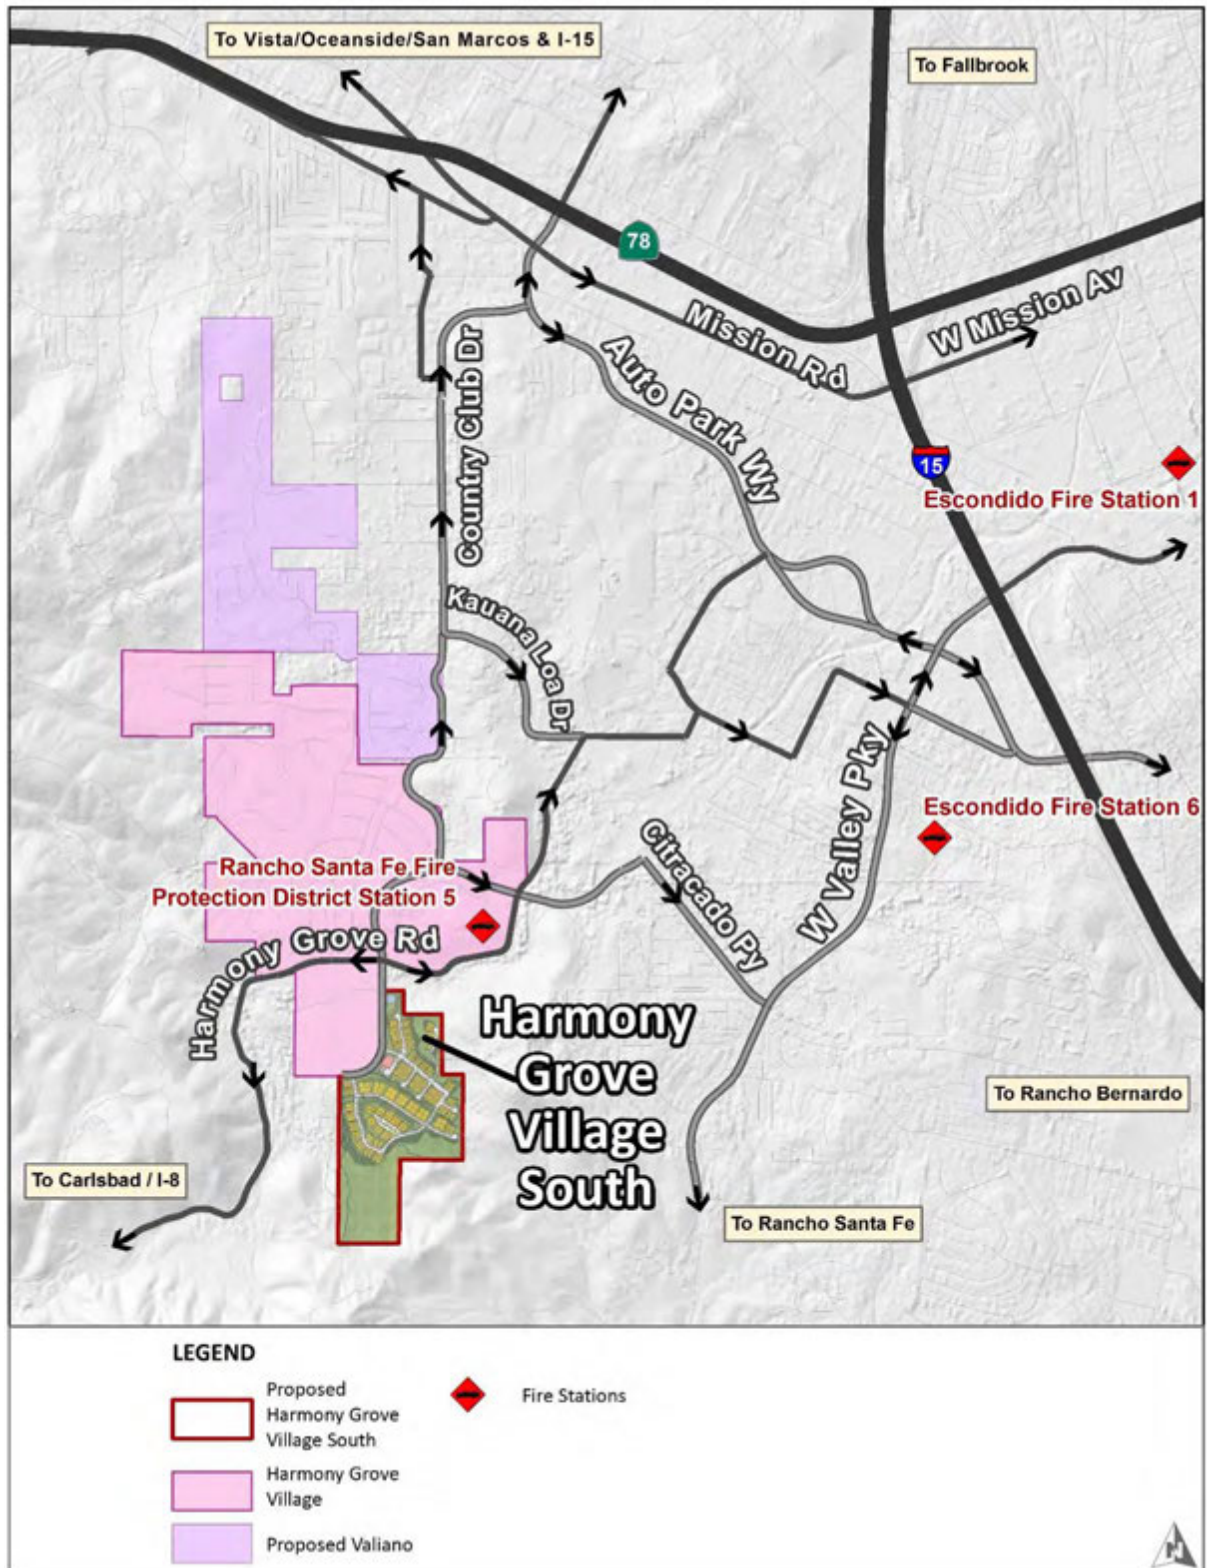 To Vista/Oceanside/San Marcos & I-15
To Fallbrook
78
W Mission Av
Mission Rd
Auto Park Wy
Country Club Dr
15
Escondido Fire Station 1
Kauana Loa Dr
W Valley Pky
Escondido Fire Station 6
Citracado Py
Rancho Santa Fe Fire
Protection District Station 5
Harmony Grove Rd
Harmony
Grove
Village
South
To Rancho Bernardo
To Carlsbad / I-8
To Rancho Santa Fe
LEGEND
Proposed
Harmony Grove
Village South
Fire Stations
Harmony Grove
Village
Proposed Valiano
N